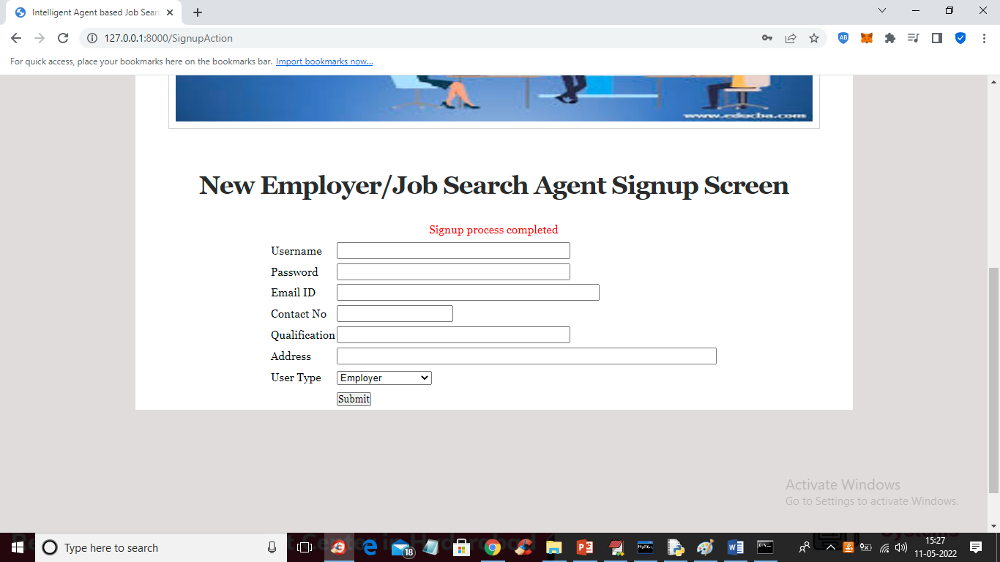 Intelligent Agent based Job Sear
127.0.0.1:8000/SignupAction
AB
For quick access, place your bookmarks here on the bookmarks bar. Import bookmarks now...
www.educba.com
New Employer/Job Search Agent Signup Screen
Signup process completed
Username
Password
Email ID
Contact No
Qualification
Address
User Type Employer
Submit
Activate Windows
Go to Settings to activate Windows.
Systems
Type here to search
18
15:27
11-05-2022